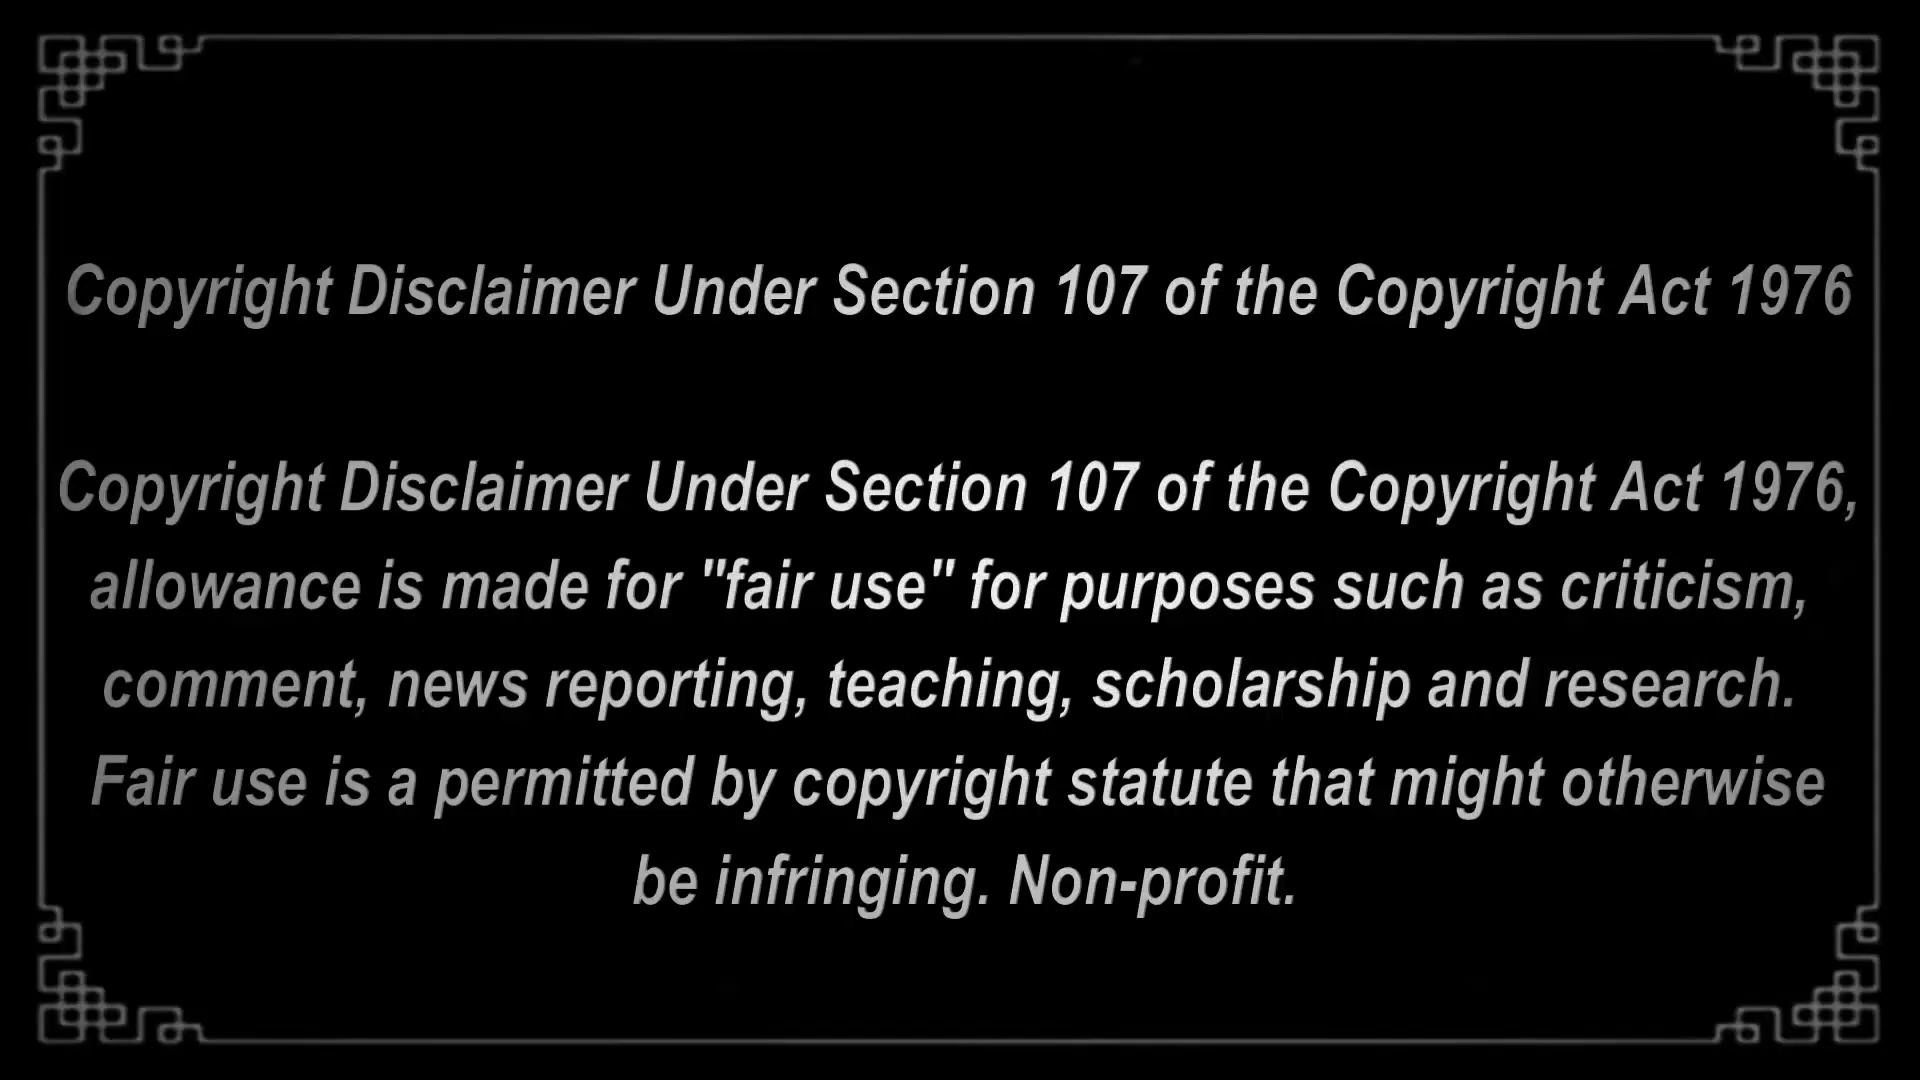 Copyright Disclaimer Under Section 107 of the Copyright Act 1976
Copyright Disclaimer Under Section 107 of the Copyright Act 1976,
allowance is made for "fair use" for purposes such as criticism,
comment, news reporting, teaching, scholarship and research.
Fair use is a permitted by copyright statute that might otherwise
be infringing. Non-profit.